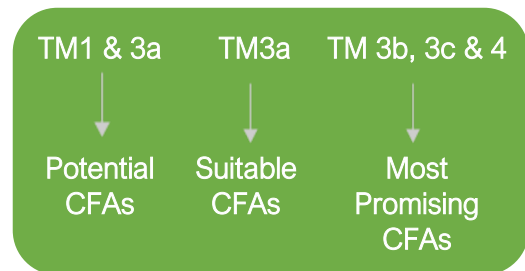 TM1 & 3a
TM3a
TM 3b, 3c & 4
Potential
CFAs
Suitable
CFAs
Most
Promising
CFAs